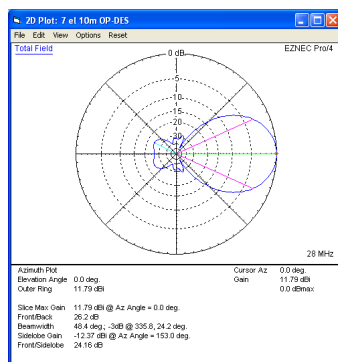 2D Plot: 7 el 10m OP-DES
File Edit View Options Reset
Total Field
EZNEC Pro/4
0 dB
-5
-10
-15
-20
-30
28 MHz
Azimuth Plot
Cursor Az 0.0 deg.
Elevation Angle 0.0 deg.
Gain 11.79 dBi
Outer Ring 11.79 dBi
0.0 dBmax
Slice Max Gain 11.79 dBi @ Az Angle = 0.0 deg.
Front/Back 26.2 dB
Beamwidth 48.4 deg.; -3dB @ 335.8, 24.2 deg.
Sidelobe Gain -12.37 dBi @ Az Angle = 153.0 deg.
Front/Sidelobe 24.16 dB